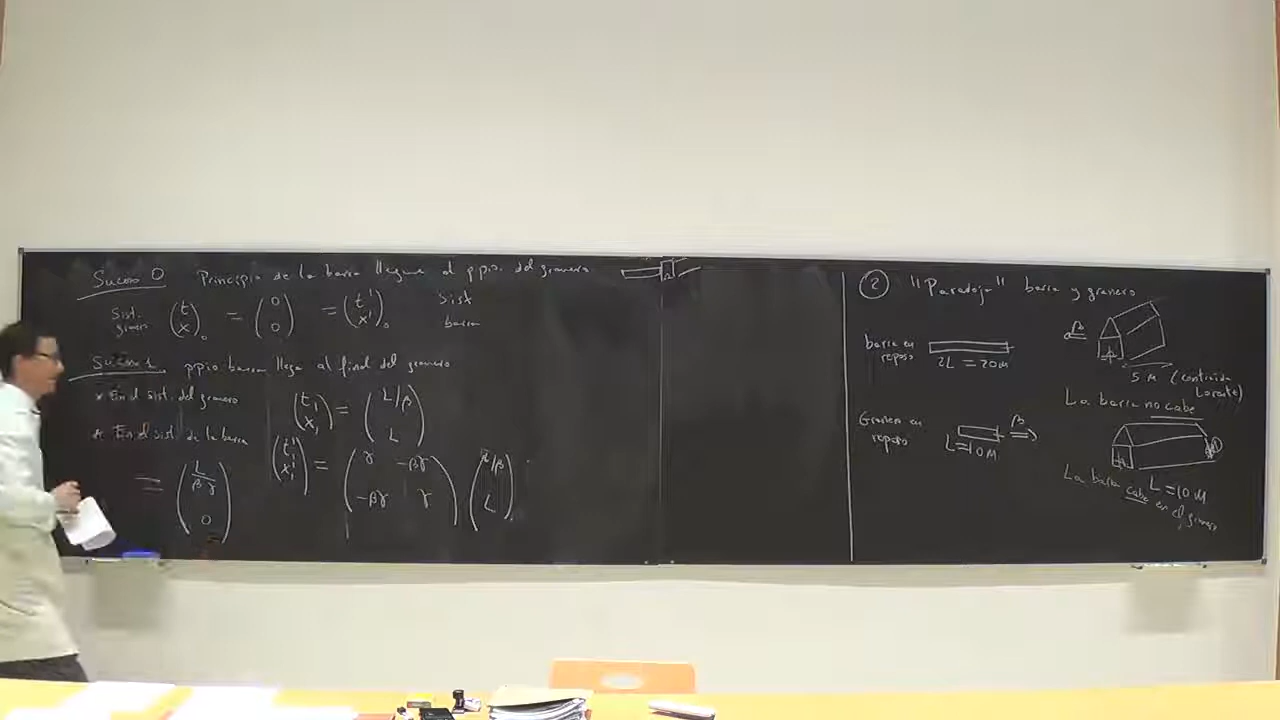 Suceso 0 Principio de la barra llegue al ppio. del granero
Sist. granero (t x)₀ = (0 0) = (t' x')₀ Sist barra
Suceso 1 ppio barra llega al final del granero
* En el sist. del granero (t₁ x₁) = (L/β L)
* En el sist de la barra (t'₁ x'₁) = (γ -βγ -βγ γ) (L/β L)
= (L/βγ 0)
② "Paradoja" barra y granero
β
barra en reposo 2L = 20m
5 m (contraída Lorentz)
La barra no cabe
Granero en reposo L=10m β
L = 10 m
La barra cabe en el granero